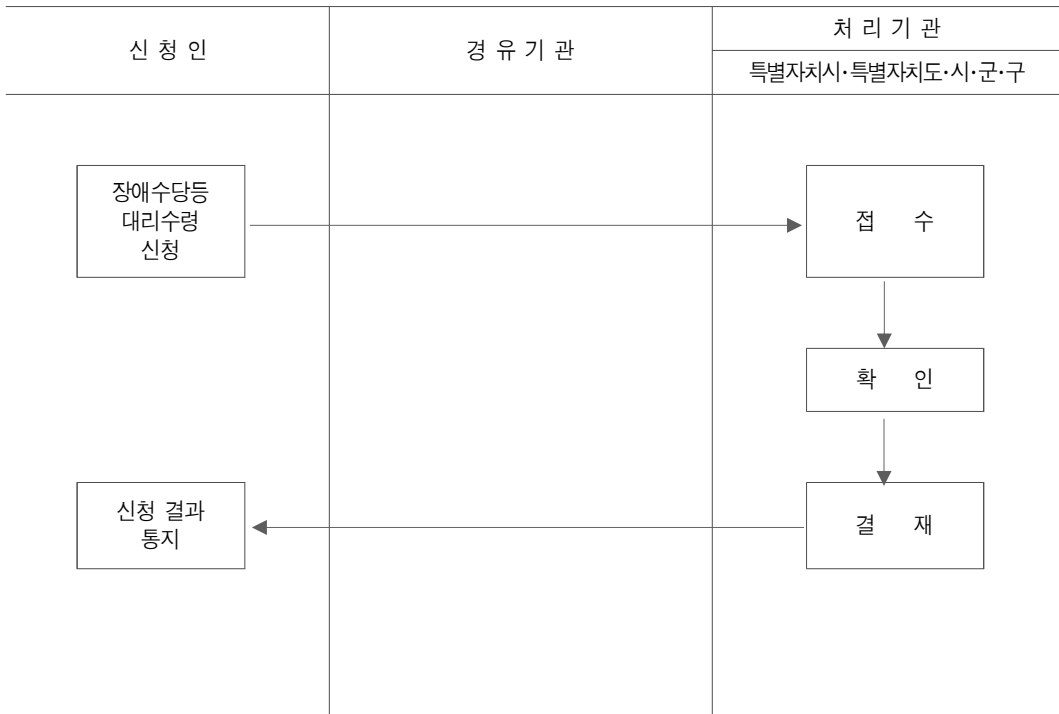 신 청 인
경 유 기 관
처 리 기 관
특별자치시·특별자치도·시·군·구
장애수당등
대리수령
신청
접 수
확 인
신청 결과
통지
결 재